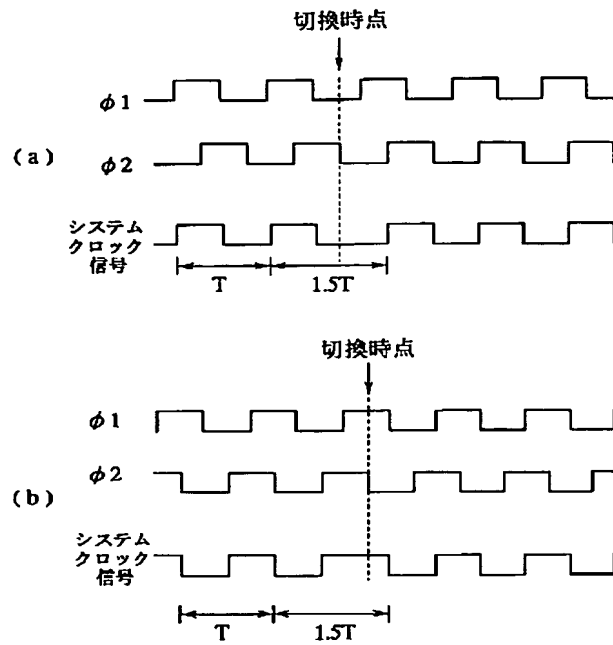 切換時点
φ1
(a)
φ2
システム
クロック
信号
T
1.5T
切換時点
φ1
φ2
(b)
システム
クロック
信号
T
1.5T